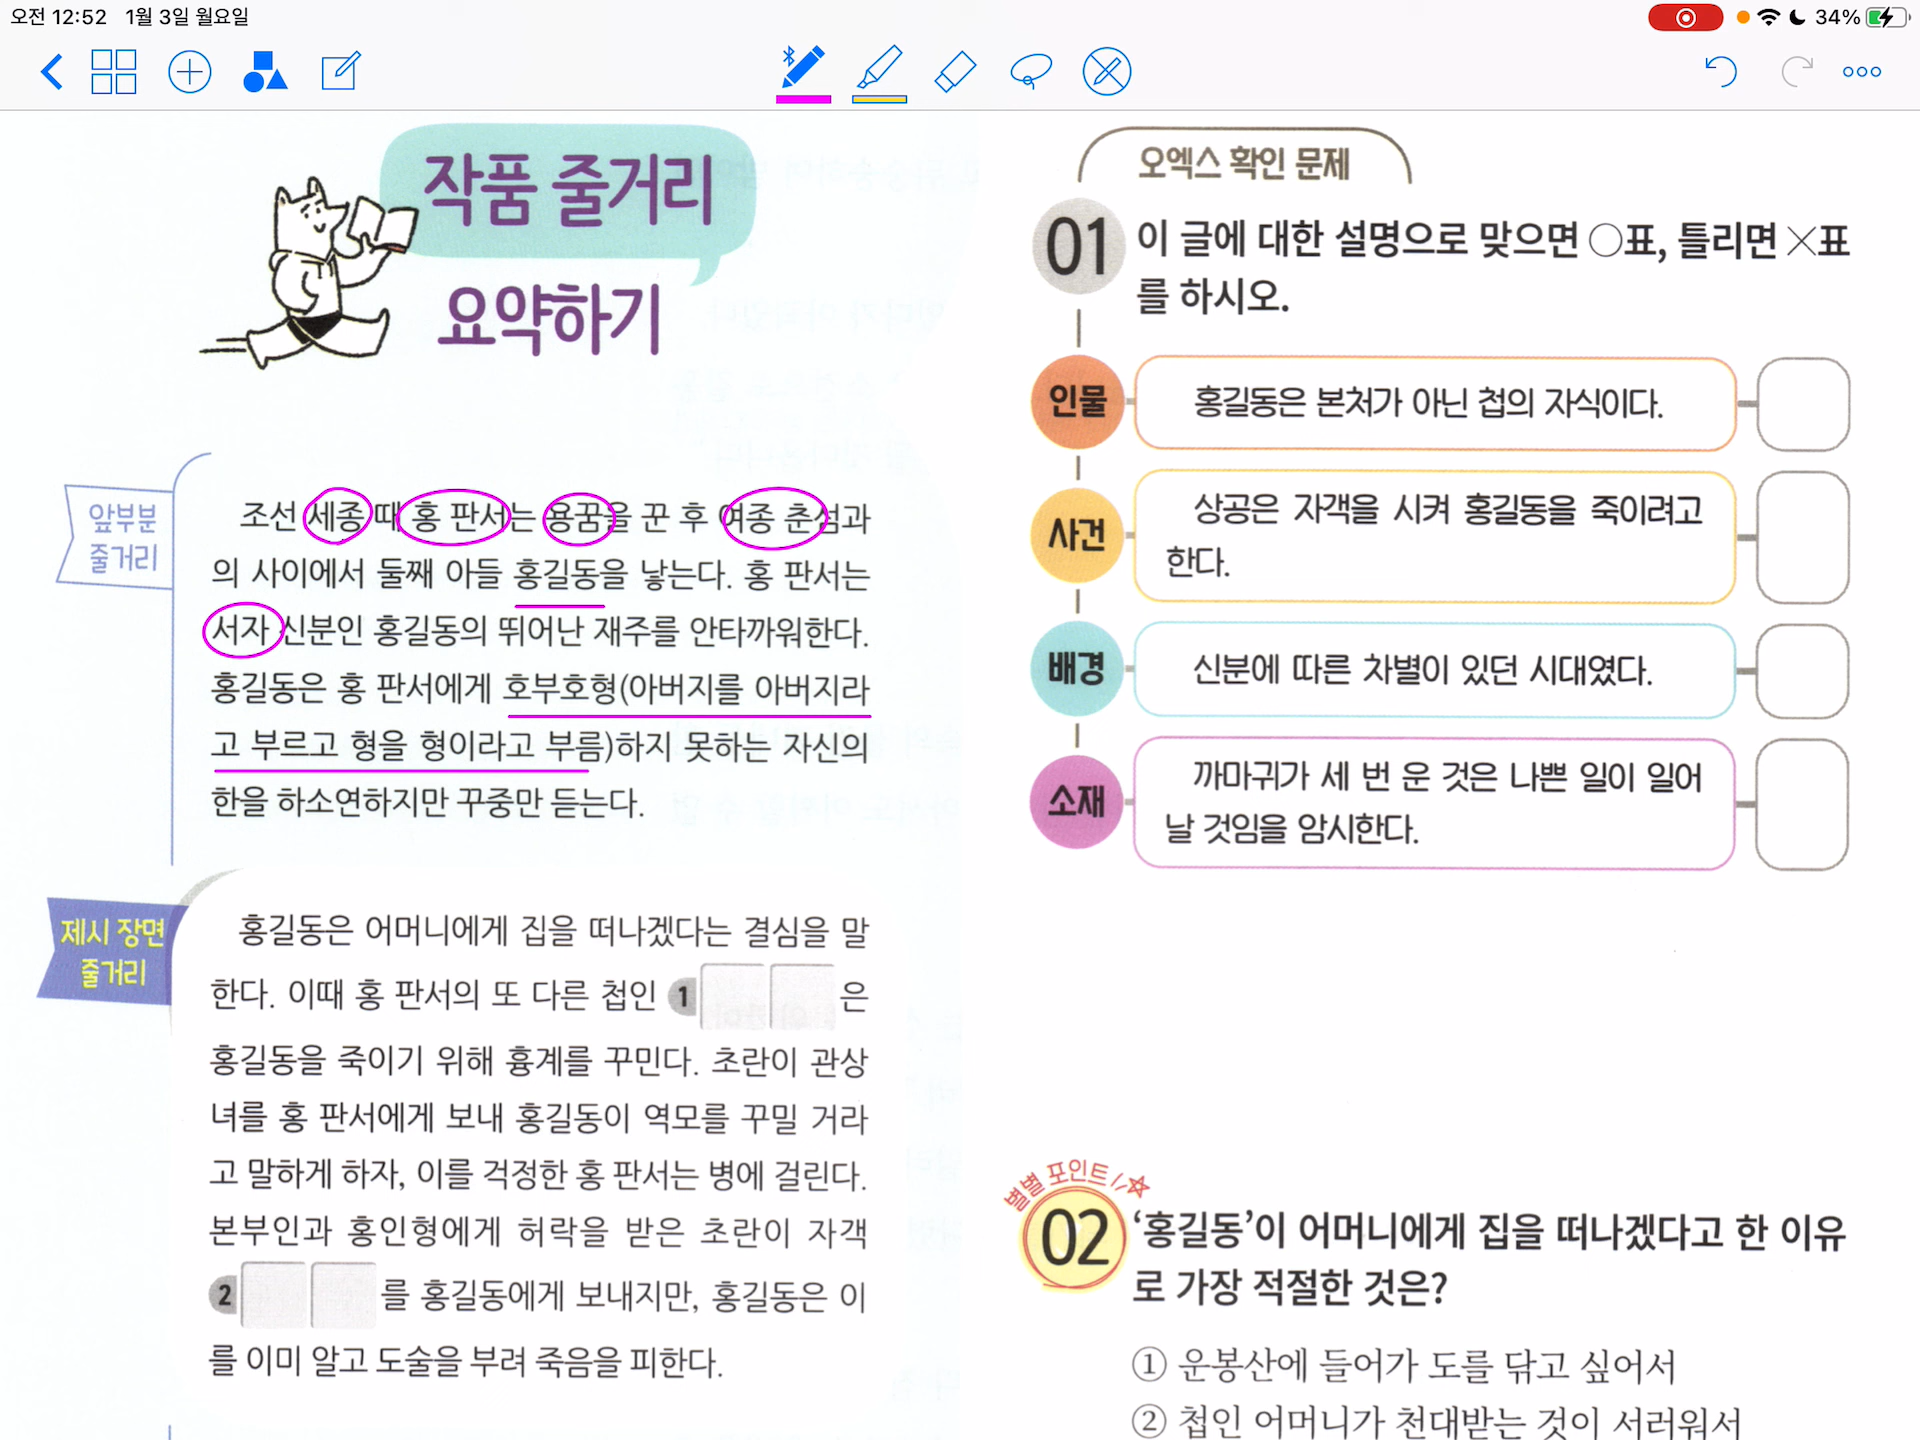 오전 12:52 1월 3일 월요일
34%
작품 줄거리
요약하기
앞부분
줄거리
조선 세종 때 홍 판서는 용꿈을 꾼 후 여종 춘섬과
의 사이에서 둘째 아들 홍길동을 낳는다. 홍 판서는
서자 신분인 홍길동의 뛰어난 재주를 안타까워한다.
홍길동은 홍 판서에게 호부호형(아버지를 아버지라
고 부르고 형을 형이라고 부름)하지 못하는 자신의
한을 하소연하지만 꾸중만 듣는다.
제시 장면
줄거리
홍길동은 어머니에게 집을 떠나겠다는 결심을 말
한다. 이때 홍 판서의 또 다른 첩인 1 은
홍길동을 죽이기 위해 흉계를 꾸민다. 초란이 관상
녀를 홍 판서에게 보내 홍길동이 역모를 꾸밀 거라
고 말하게 하자, 이를 걱정한 홍 판서는 병에 걸린다.
본부인과 홍인형에게 허락을 받은 초란이 자객
2 를 홍길동에게 보내지만, 홍길동은 이
를 이미 알고 도술을 부려 죽음을 피한다.
오엑스 확인 문제
01 이 글에 대한 설명으로 맞으면 ○표, 틀리면 ×표
를 하시오.
인물 홍길동은 본처가 아닌 첩의 자식이다.
사건 상공은 자객을 시켜 홍길동을 죽이려고
한다.
배경 신분에 따른 차별이 있던 시대였다.
소재 까마귀가 세 번 운 것은 나쁜 일이 일어
날 것임을 암시한다.
별별 포인트
02 ‘홍길동’이 어머니에게 집을 떠나겠다고 한 이유
로 가장 적절한 것은?
① 운봉산에 들어가 도를 닦고 싶어서
② 첩인 어머니가 천대받는 것이 서러워서